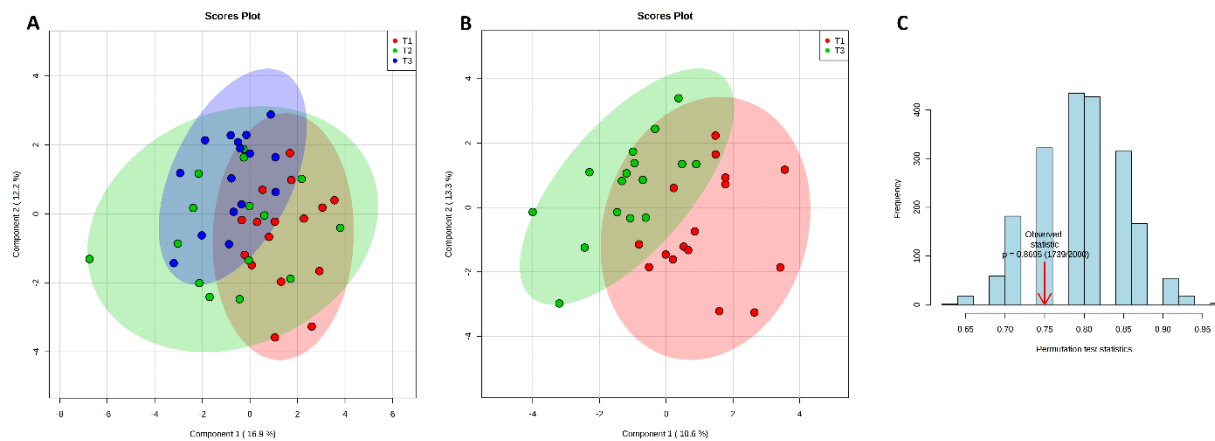 A
Scores Plot
T1
T2
T3
Component 2 ( 12.2 %)
4
2
0
-2
-4
-8
-6
-4
-2
0
2
4
6
Component 1 ( 16.9 %)
B
Scores Plot
T1
T3
Component 2 ( 13.3 %)
4
2
0
-2
-4
-4
-2
0
2
4
Component 1 ( 10.6 %)
C
Frequency
400
300
200
100
0
Observed
statistic
p = 0.8695 (1739/2000)
0.65
0.70
0.75
0.80
0.85
0.90
0.95
Permutation test statistics